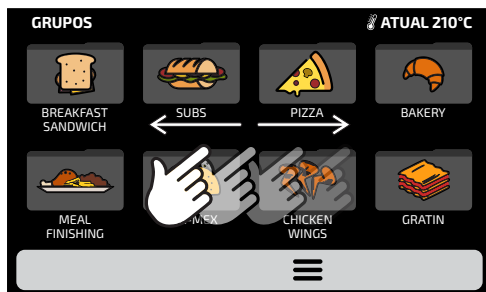 GRUPOS
ATUAL 210°C
BREAKFAST
SANDWICH
SUBS
PIZZA
BAKERY
MEAL
FINISHING
-MEX
CHICKEN
WINGS
GRATIN